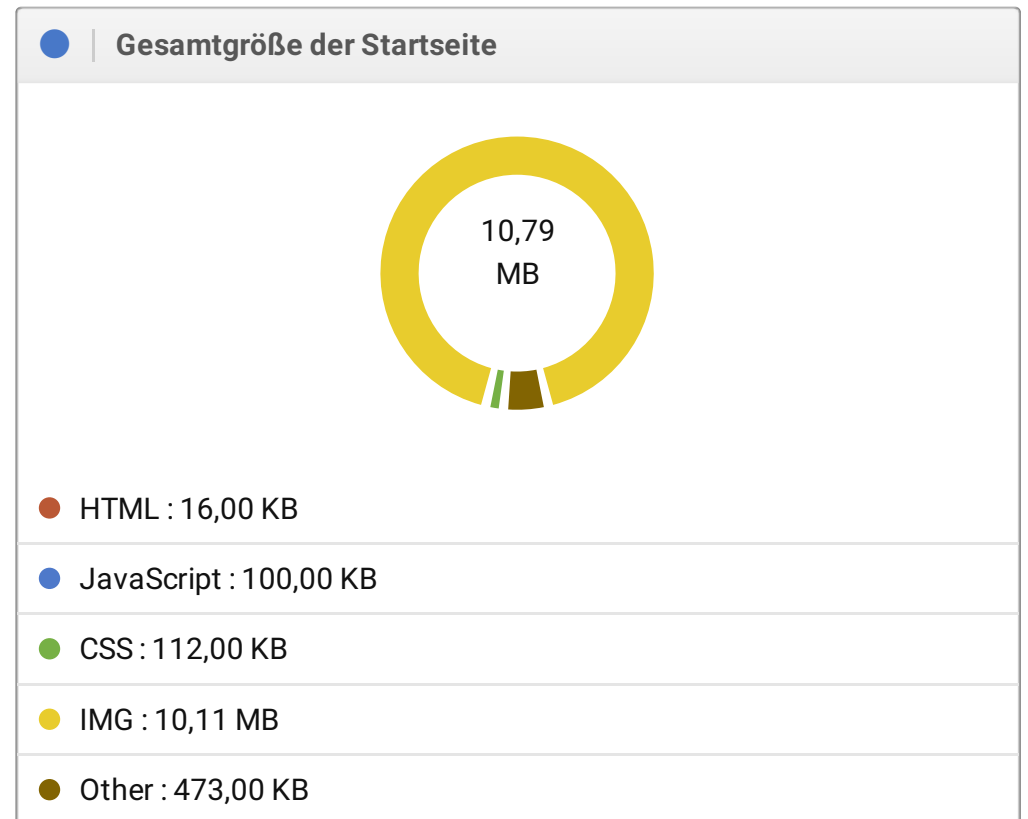 Gesamtgröße der Startseite
10,79
MB
HTML : 16,00 KB
JavaScript : 100,00 KB
CSS : 112,00 KB
IMG : 10,11 MB
Other : 473,00 KB